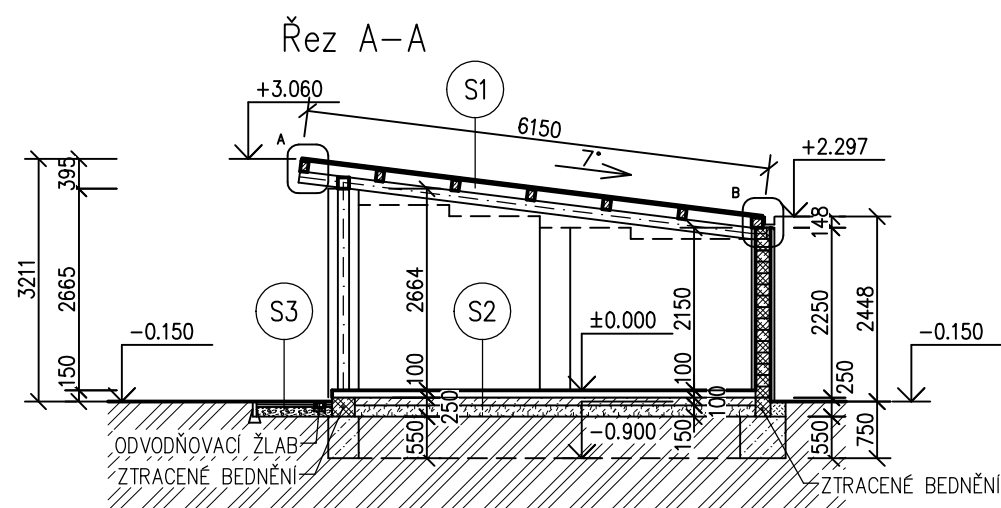 Řez A-A
+3.060
S1
6150
7°
A
B
+2.297
395
148
3211
2665
2664
2150
2250
2448
S3
S2
-0.150
±0.000
-0.150
150
100
100
250
250
100
550
-0.900
150
550
750
ODVODŇOVACÍ ŽLAB
ZTRACENÉ BEDNĚNÍ
ZTRACENÉ BEDNĚNÍ